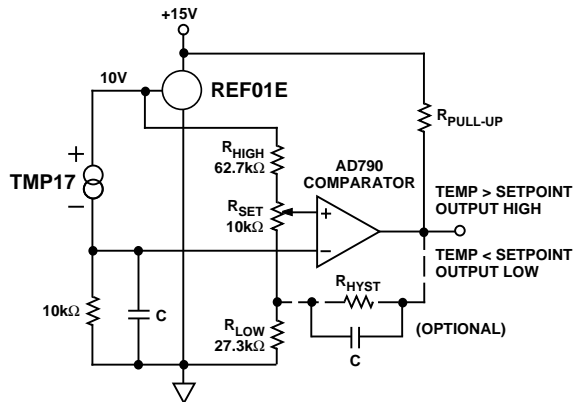 +15V
10V
REF01E
R_PULL-UP
+
TMP17
−
R_HIGH
62.7kΩ
AD790
COMPARATOR
R_SET
10kΩ
+
−
TEMP > SETPOINT
OUTPUT HIGH
TEMP < SETPOINT
OUTPUT LOW
R_HYST
(OPTIONAL)
C
10kΩ
C
R_LOW
27.3kΩ